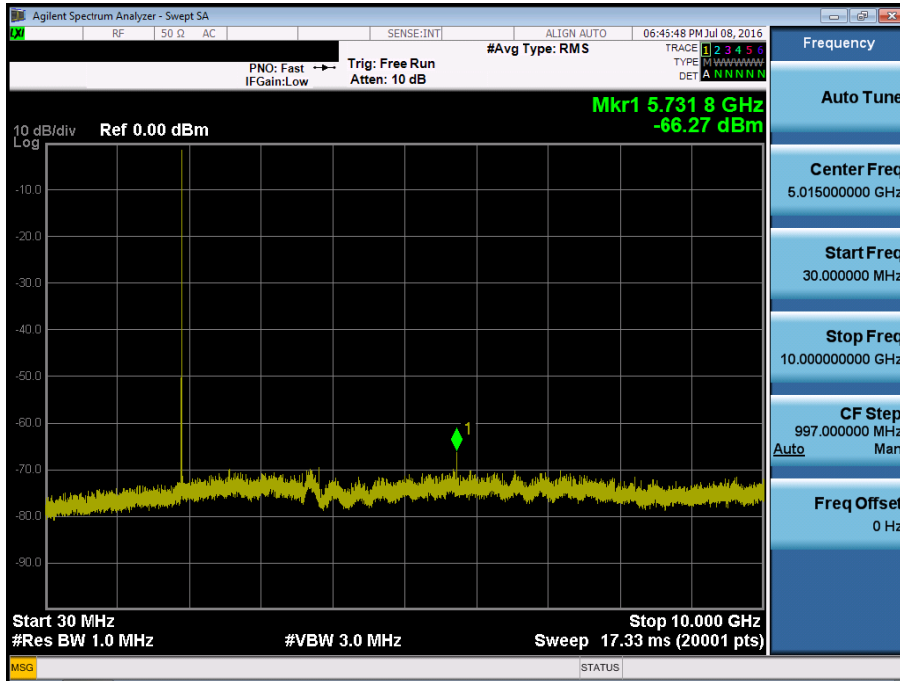 Agilent Spectrum Analyzer - Swept SA
LXI RF 50 Ω AC SENSE:INT ALIGN AUTO 06:45:48 PM Jul 08, 2016
#Avg Type: RMS
TRACE 1 2 3 4 5 6
PNO: Fast Trig: Free Run
TYPE M WWWWW
IFGain:Low Atten: 10 dB
DET A N N N N N
Mkr1 5.731 8 GHz
-66.27 dBm
10 dB/div Ref 0.00 dBm
Log
-10.0
-20.0
-30.0
-40.0
-50.0
-60.0
1
-70.0
-80.0
-90.0
Start 30 MHz Stop 10.000 GHz
#Res BW 1.0 MHz #VBW 3.0 MHz Sweep 17.33 ms (20001 pts)
MSG STATUS
Frequency
Auto Tune
Center Freq
5.015000000 GHz
Start Freq
30.000000 MHz
Stop Freq
10.000000000 GHz
CF Step
997.000000 MHz
Auto Man
Freq Offset
0 Hz